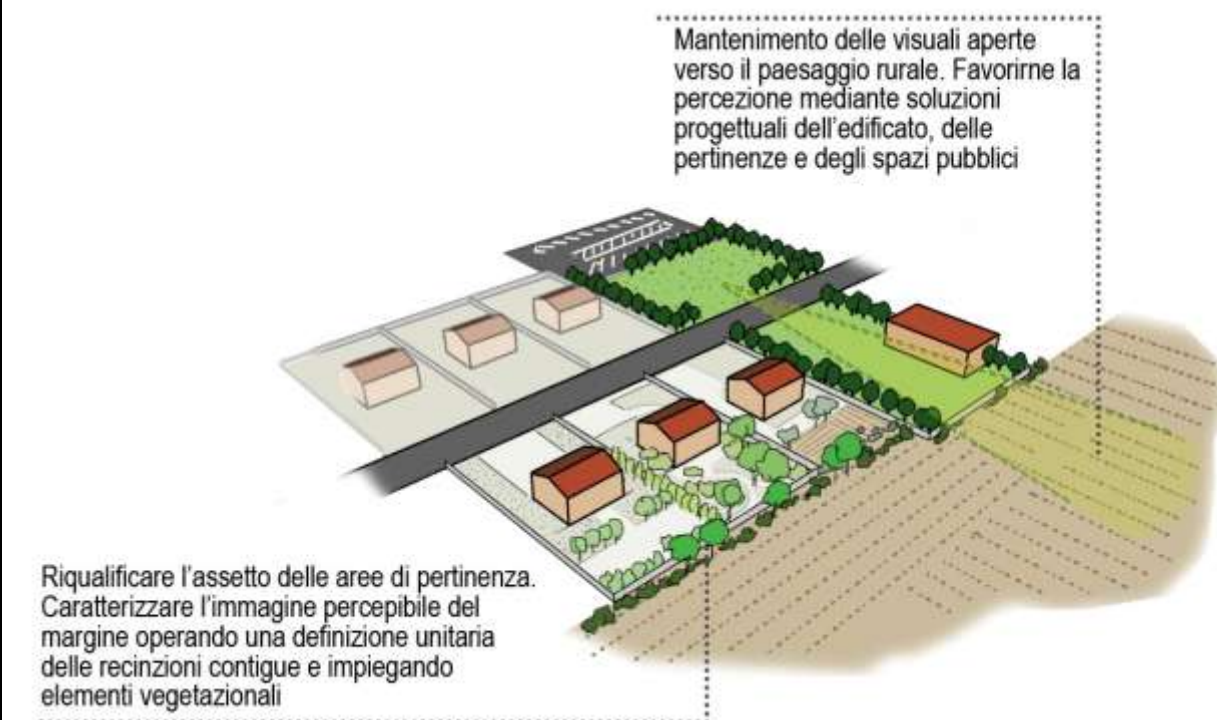 Mantenimento delle visuali aperte
verso il paesaggio rurale. Favorirne la
percezione mediante soluzioni
progettuali dell'edificato, delle
pertinenze e degli spazi pubblici
Riqualificare l'assetto delle aree di pertinenza.
Caratterizzare l'immagine percepibile del
margine operando una definizione unitaria
delle recinzioni contigue e impiegando
elementi vegetazionali